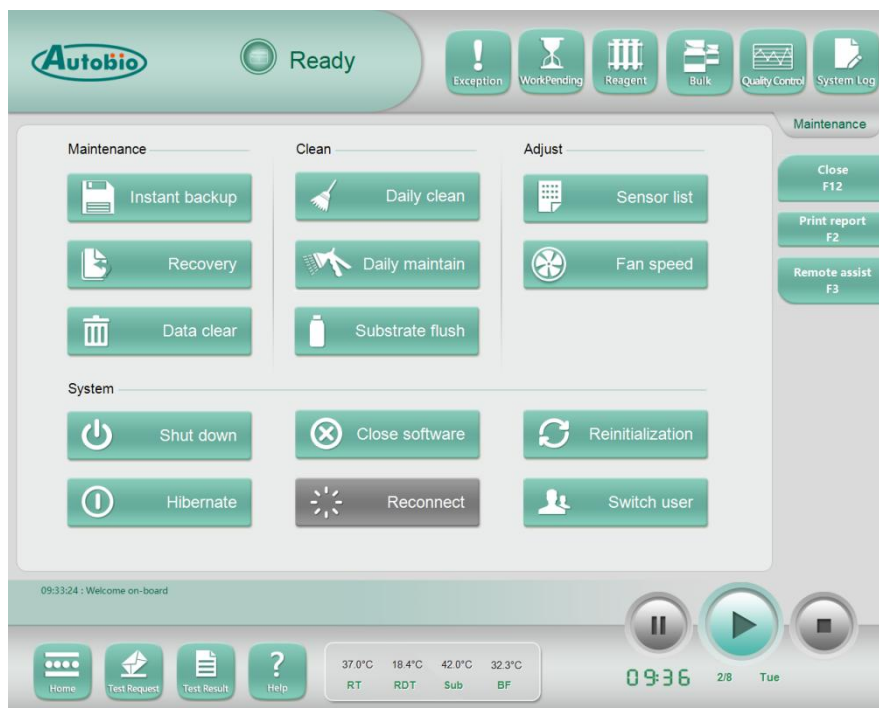 Autobio
Ready
Exception
WorkPending
Reagent
Bulk
Quality Control
System Log
Maintenance
Close
F12
Print report
F2
Remote assist
F3
Maintenance
Instant backup
Recovery
Data clear
Clean
Daily clean
Daily maintain
Substrate flush
Adjust
Sensor list
Fan speed
System
Shut down
Close software
Reinitialization
Hibernate
Reconnect
Switch user
09:33:24 : Welcome on-board
Home
Test Request
Test Result
Help
37.0°C 18.4°C 42.0°C 32.3°C
RT RDT Sub BF
09:36 2/8 Tue